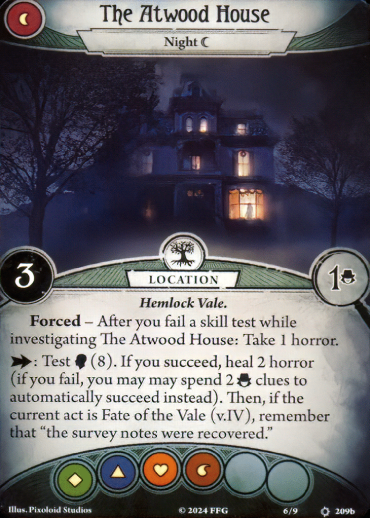 The Atwood House
Night
3
1
LOCATION
Hemlock Vale.
Forced – After you fail a skill test while
investigating The Atwood House: Take 1 horror.
: Test (8). If you succeed, heal 2 horror
(if you fail, you may may spend 2 clues to
automatically succeed instead). Then, if the
current act is Fate of the Vale (v.IV), remember
that “the survey notes were recovered.”
Illus. Pixoloid Studios © 2024 FFG 6/9 209b